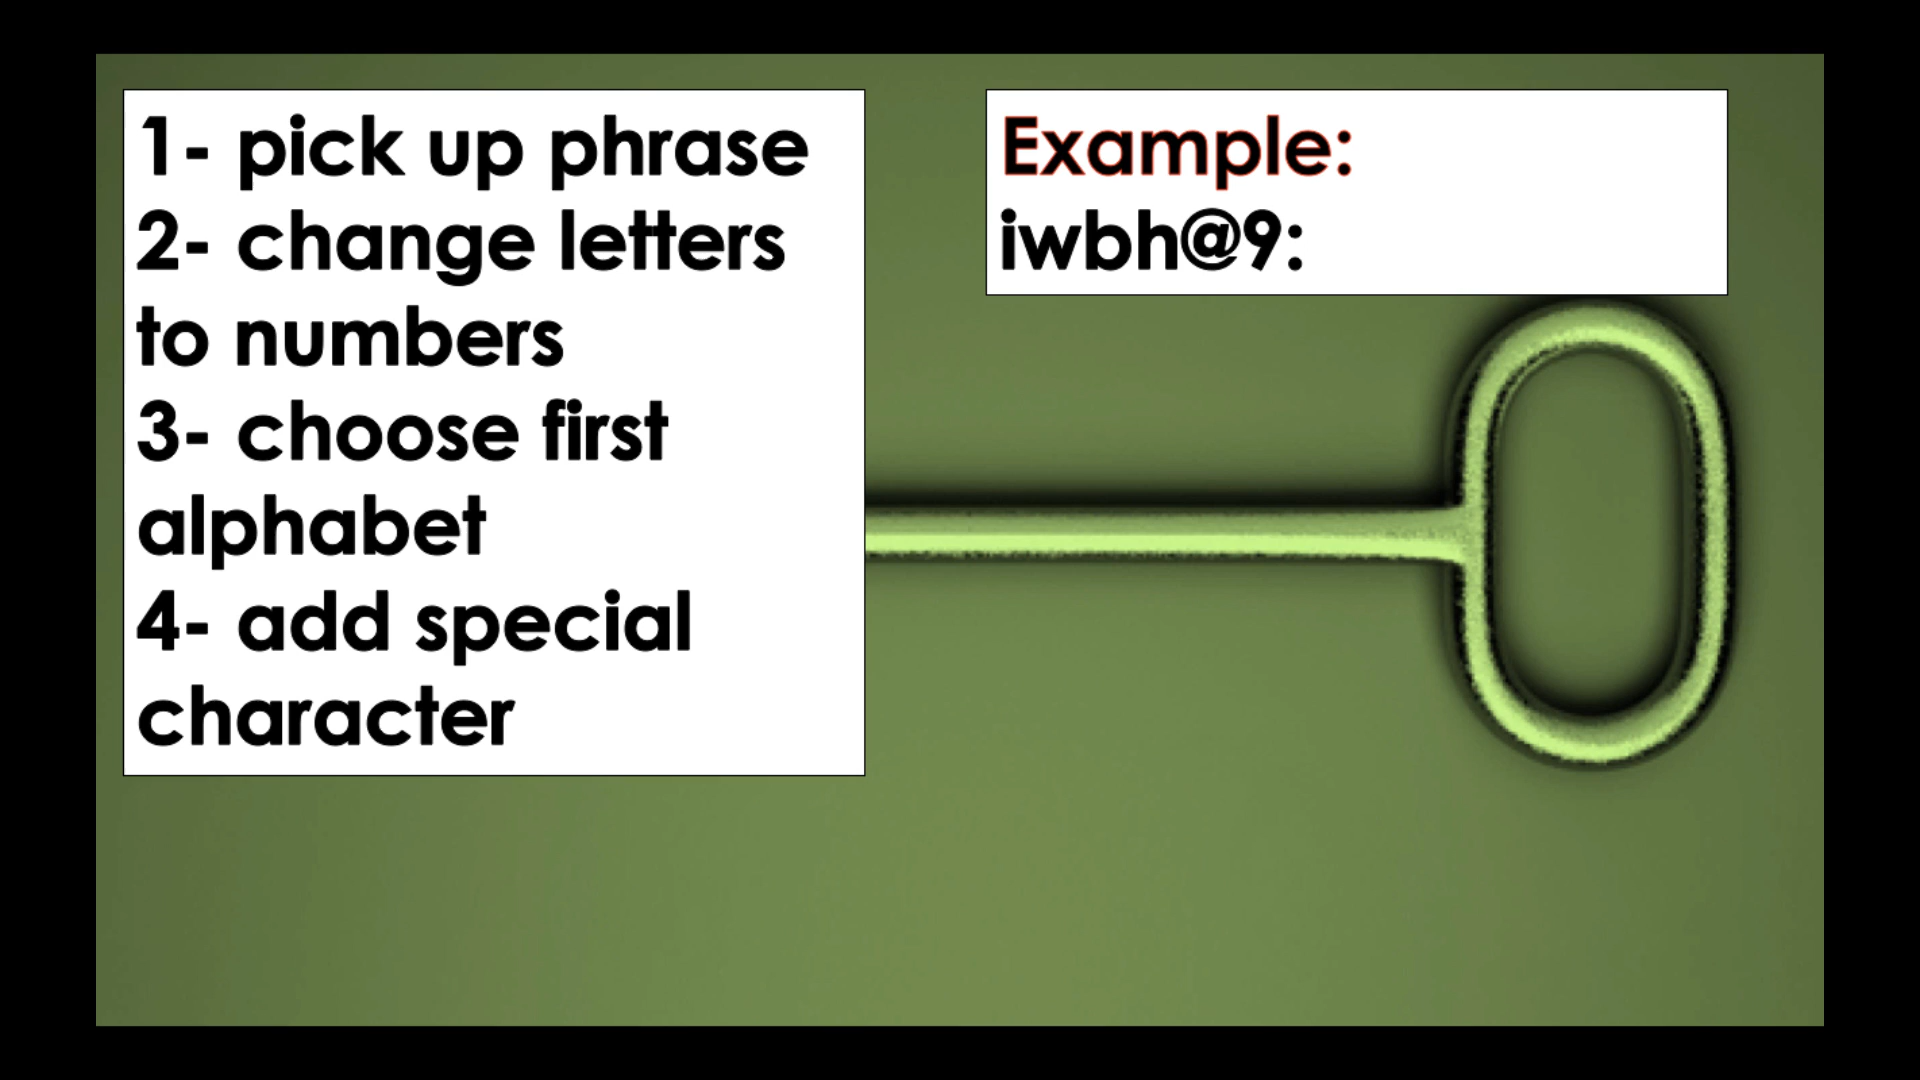 1- pick up phrase
2- change letters
to numbers
3- choose first
alphabet
4- add special
character
Example:
iwbh@9: